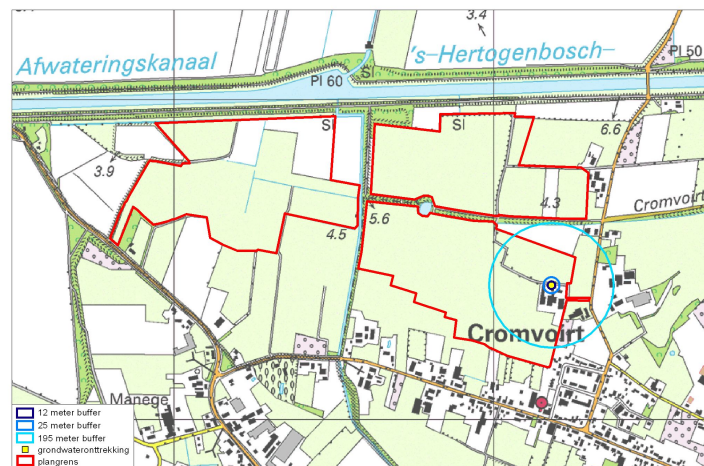 3.4
's-Hertogenbosch-
Afwateringskanaal
Pl 50
Sl
Pl 60
Sl
Sl
6.6
3.9
4.3
Cromvoirt
5.6
4.5
Cromvoirt
Manege
12 meter buffer
25 meter buffer
195 meter buffer
grondwateronttrekking
plangrens